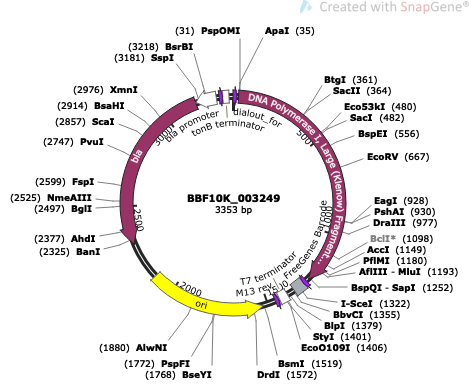 Created with SnapGene®
(31) PspOMI
ApaI (35)
(3218) BsrBI
(3181) SspI
(2976) XmnI
(2914) BsaHI
(2857) ScaI
(2747) PvuI
(2599) FspI
(2525) NmeAIII
(2497) BglI
(2377) AhdI
(2325) BanI
BtgI (361)
SacII (364)
Eco53kI (480)
SacI (482)
BspEI (556)
EcoRV (667)
EagI (928)
PshAI (930)
DraIII (977)
BclI* (1098)
AccI (1149)
PflMI (1180)
AflIII - MluI (1193)
BspQI - SapI (1252)
I-SceI (1322)
BbvCI (1355)
BlpI (1379)
StyI (1401)
EcoO109I (1406)
BsmI (1519)
DrdI (1572)
(1880) AlwNI
(1772) PspFI
(1768) BseYI
DNA Polymerase I, Large (Klenow) Fragment...
bla promoter
tonB terminator
dialout_for
bla
BBF10K_003249
3353 bp
FreeGenes Barcode
T7 terminator
M13 rev
ori
500
1000
1500
2000
2500
3000